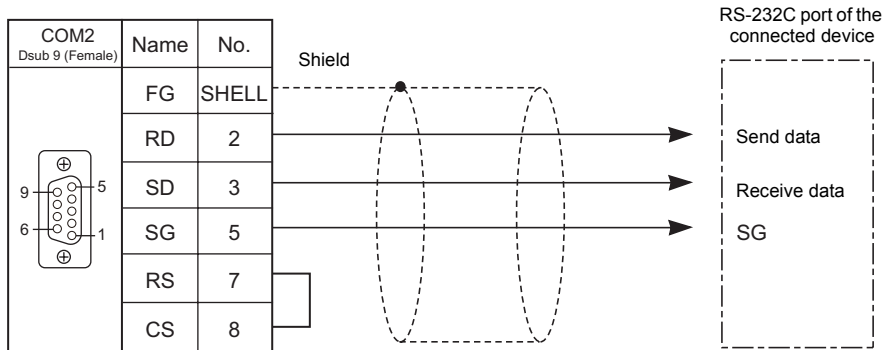 RS-232C port of the
connected device
COM2
Dsub 9 (Female)
Name
No.
Shield
FG
SHELL
RD
2
Send data
SD
3
Receive data
SG
5
SG
RS
7
CS
8
9
5
6
1